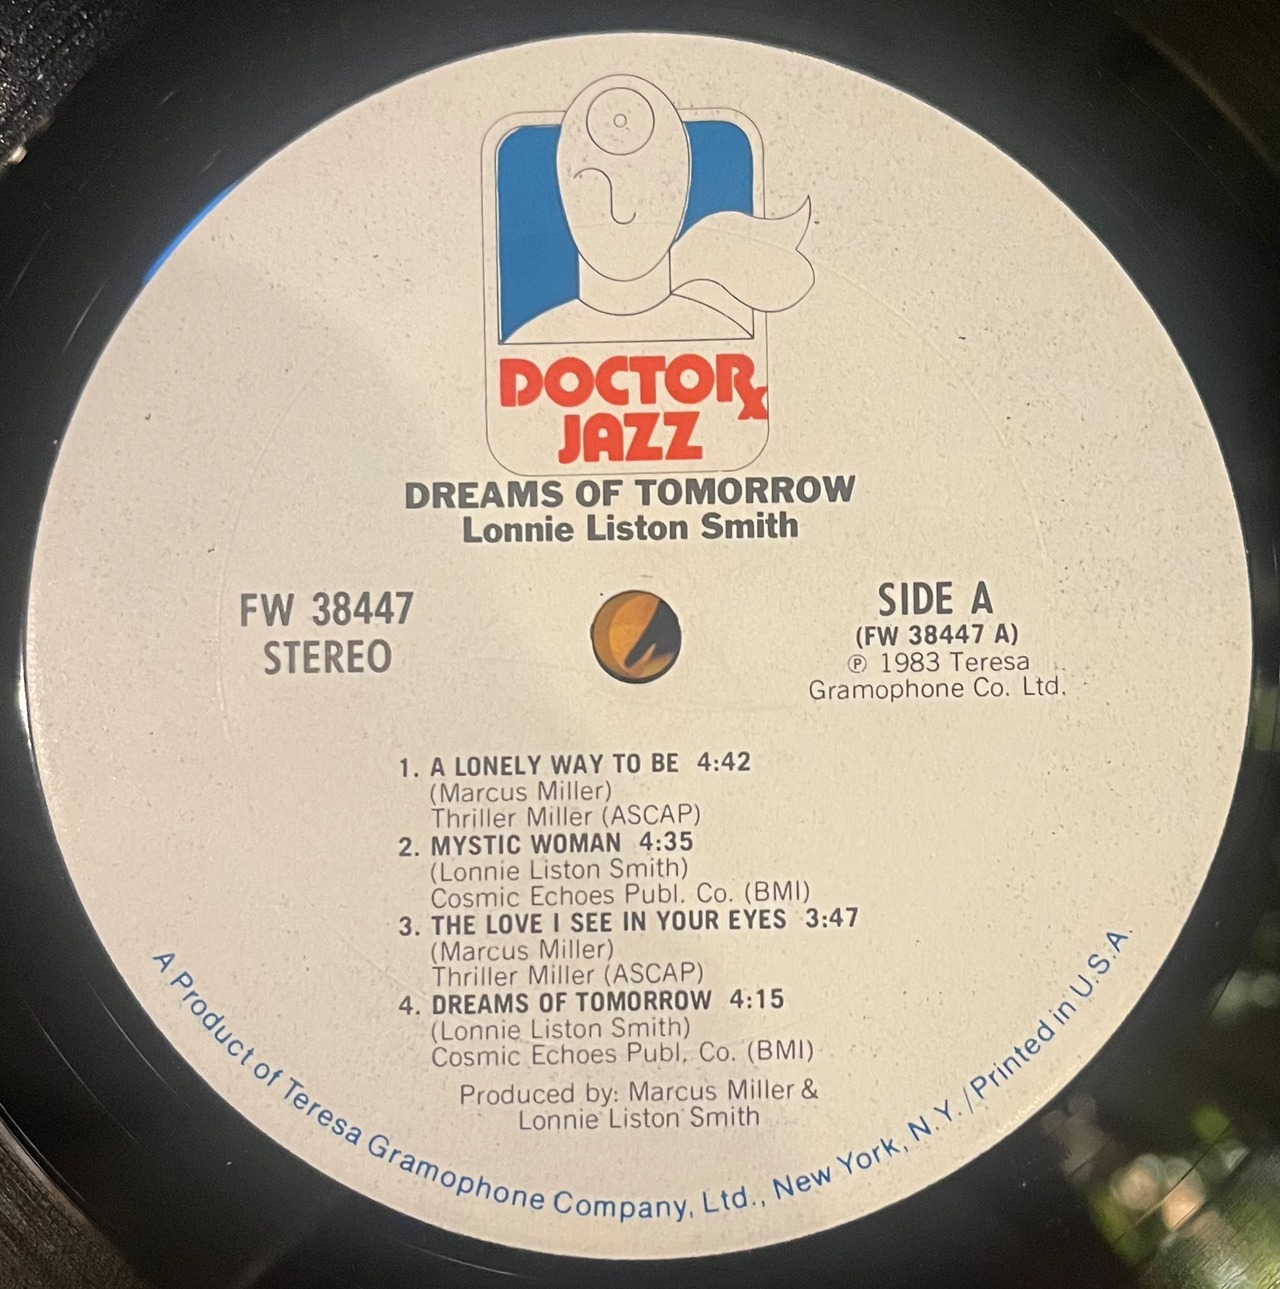 DOCTORx
JAZZ
DREAMS OF TOMORROW
Lonnie Liston Smith
FW 38447
STEREO
SIDE A
(FW 38447 A)
℗ 1983 Teresa
Gramophone Co. Ltd.
1. A LONELY WAY TO BE 4:42
(Marcus Miller)
Thriller Miller (ASCAP)
2. MYSTIC WOMAN 4:35
(Lonnie Liston Smith)
Cosmic Echoes Publ. Co. (BMI)
3. THE LOVE I SEE IN YOUR EYES 3:47
(Marcus Miller)
Thriller Miller (ASCAP)
4. DREAMS OF TOMORROW 4:15
(Lonnie Liston Smith)
Cosmic Echoes Publ. Co. (BMI)
Produced by: Marcus Miller &
Lonnie Liston Smith
A Product of Teresa Gramophone Company, Ltd., New York, N.Y./Printed in U.S.A.